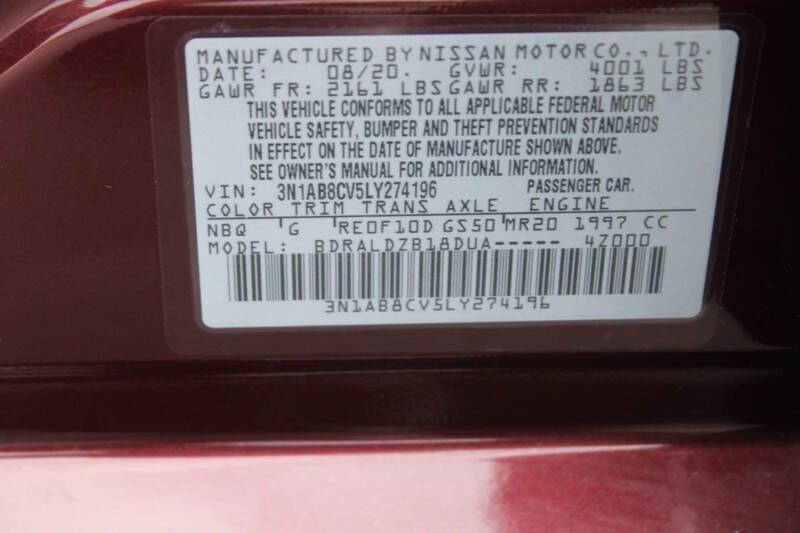 MANUFACTURED BY NISSAN MOTOR CO., LTD.
DATE: 08/20. GVWR: 4001 LBS
GAWR FR: 2161 LBS GAWR RR: 1863 LBS
THIS VEHICLE CONFORMS TO ALL APPLICABLE FEDERAL MOTOR
VEHICLE SAFETY, BUMPER AND THEFT PREVENTION STANDARDS
IN EFFECT ON THE DATE OF MANUFACTURE SHOWN ABOVE.
SEE OWNER'S MANUAL FOR ADDITIONAL INFORMATION.
VIN: 3N1AB8CV5LY274196 PASSENGER CAR.
COLOR TRIM TRANS AXLE ENGINE
NBQ G RE0F10D GS50 MR20 1997 CC
MODEL: BDRALDZB18DUA----- 4Z000
3N1AB8CV5LY274196